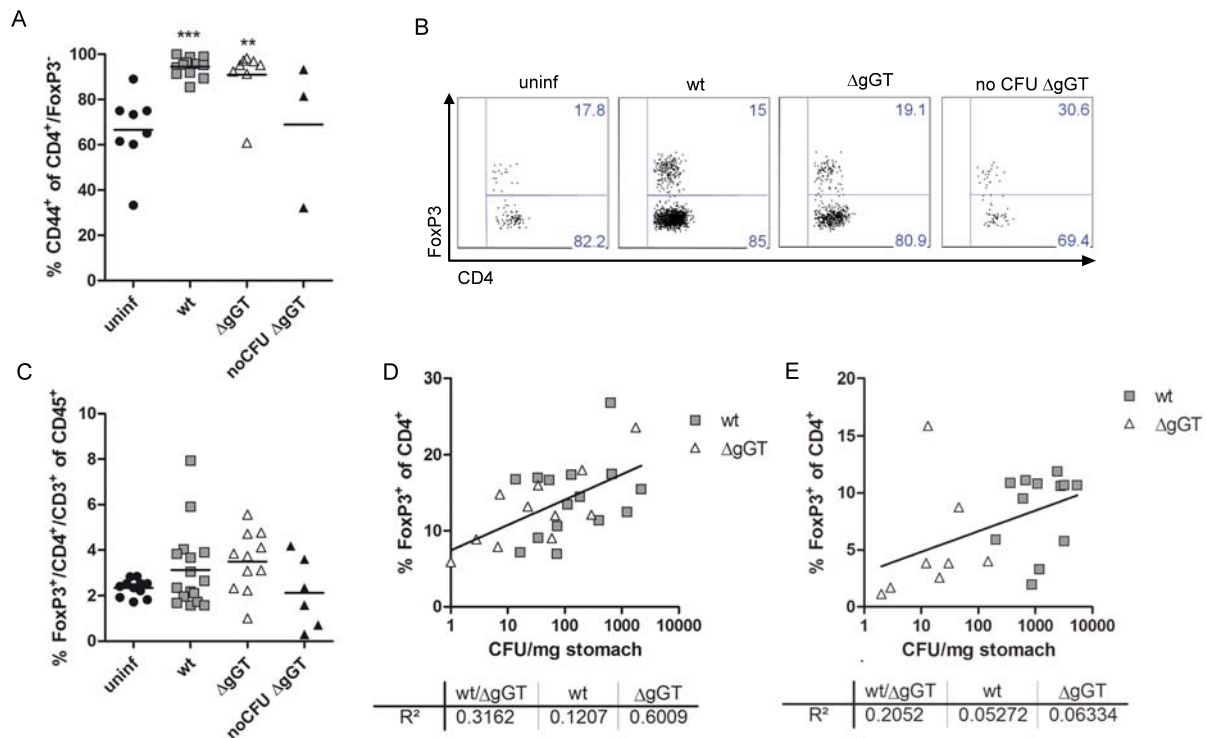 A
% CD44⁺ of CD4⁺/FoxP3⁻
100
80
60
40
20
0
***
**
uninf
wt
ΔgGT
noCFU ΔgGT
B
uninf
wt
ΔgGT
no CFU ΔgGT
17.8
15
19.1
30.6
82.2
85
80.9
69.4
FoxP3
CD4
C
% FoxP3⁺/CD4⁺/CD3⁺ of CD45⁺
10
8
6
4
2
0
uninf
wt
ΔgGT
noCFU ΔgGT
D
% FoxP3⁺ of CD4⁺
30
20
10
0
1
10
100
1000
10000
CFU/mg stomach
wt
ΔgGT
wt/ΔgGT wt ΔgGT
R² 0.3162 0.1207 0.6009
E
% FoxP3⁺ of CD4⁺
20
15
10
5
0
1
10
100
1000
10000
CFU/mg stomach
wt
ΔgGT
wt/ΔgGT wt ΔgGT
R² 0.2052 0.05272 0.06334